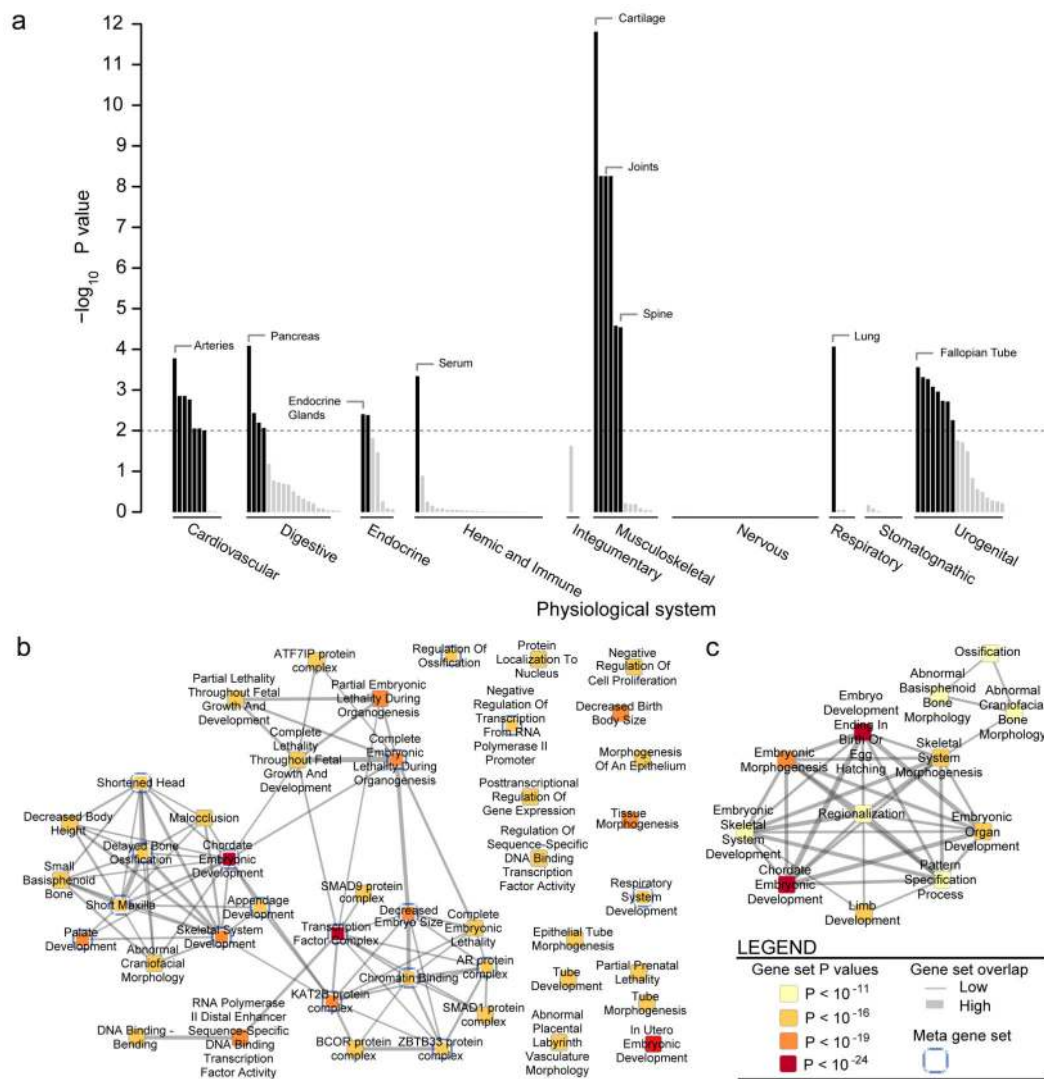 a
12
11
10
9
8
7
6
5
4
3
2
1
0
−log10 P value
Cartilage
Joints
Spine
Arteries
Pancreas
Endocrine
Glands
Serum
Lung
Fallopian Tube
Cardiovascular
Digestive
Endocrine
Hemic and Immune
Integumentary
Musculoskeletal
Nervous
Respiratory
Stomatognathic
Urogenital
Physiological system
b
ATF7IP protein
complex
Regulation Of
Ossification
Protein
Localization To
Nucleus
Negative
Regulation Of
Cell Proliferation
Partial Lethality
Throughout Fetal
Growth And
Development
Partial Embryonic
Lethality During
Organogenesis
Negative
Regulation Of
Transcription
From RNA
Polymerase II
Promoter
Decreased Birth
Body Size
Complete
Lethality
Throughout Fetal
Growth And
Development
Complete
Embryonic
Lethality During
Organogenesis
Morphogenesis
Of An Epithelium
Shortened Head
Posttranscriptional
Regulation Of
Gene Expression
Decreased Body
Height
Malocclusion
Tissue
Morphogenesis
Delayed Bone
Ossification
Chordate
Embryonic
Development
Regulation Of
Sequence-Specific
DNA Binding
Transcription
Factor Activity
Small
Basisphenoid
Bone
SMAD9 protein
complex
Respiratory
System
Development
Short Maxilla
Appendage
Development
Decreased
Embryo Size
Complete
Embryonic
Lethality
Palate
Development
Skeletal System
Development
Transcription
Factor Complex
Epithelial Tube
Morphogenesis
Abnormal
Craniofacial
Morphology
Chromatin Binding
AR protein
complex
Tube
Development
Partial Prenatal
Lethality
RNA Polymerase
II Distal Enhancer
Sequence-Specific
DNA Binding
Transcription
Factor Activity
KAT2B protein
complex
SMAD1 protein
complex
Tube
Morphogenesis
DNA Binding -
Bending
BCOR protein
complex
ZBTB33 protein
complex
Abnormal
Placental
Labyrinth
Vasculature
Morphology
In Utero
Embryonic
Development
c
Ossification
Abnormal
Basisphenoid
Bone
Morphology
Abnormal
Craniofacial
Bone
Morphology
Embryo
Development
Ending In
Birth Or
Egg
Hatching
Embryonic
Morphogenesis
Skeletal
System
Morphogenesis
Regionalization
Embryonic
Skeletal
System
Development
Embryonic
Organ
Development
Chordate
Embryonic
Development
Pattern
Specification
Process
Limb
Development
LEGEND
Gene set P values
P < 10-11
P < 10-16
P < 10-19
P < 10-24
Gene set overlap
Low
High
Meta gene set